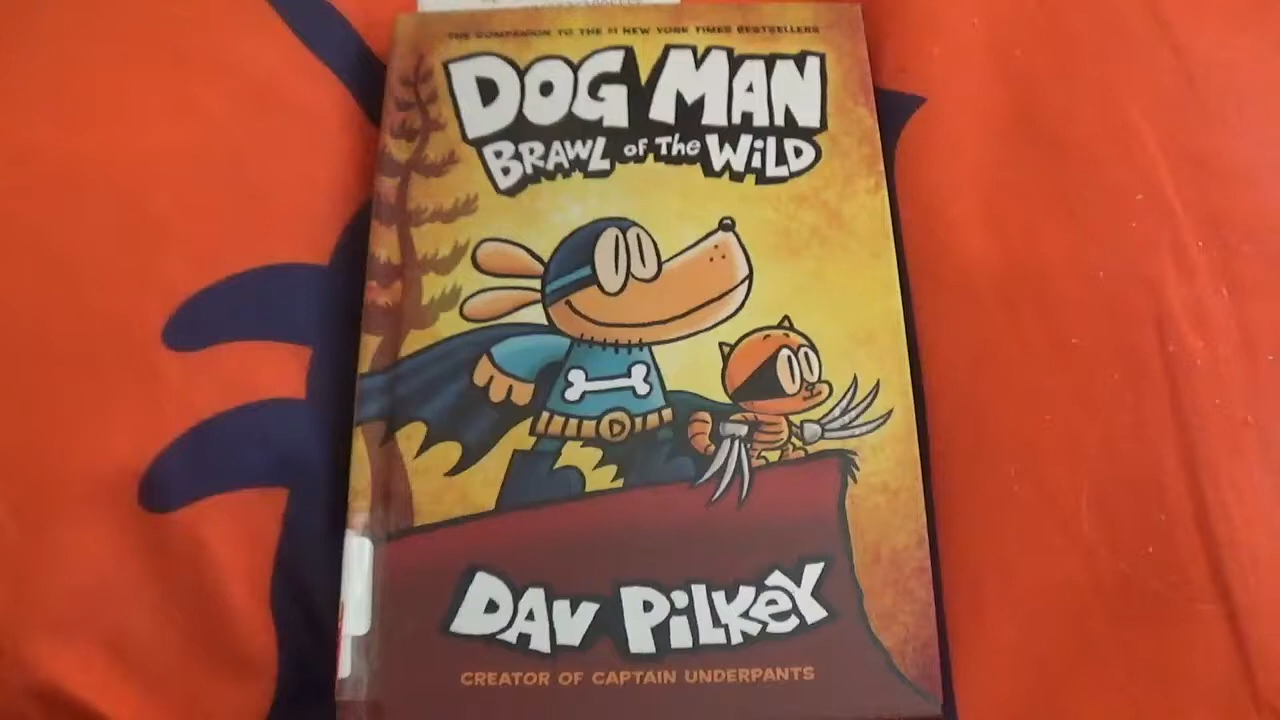 THE COMPANION TO THE #1 NEW YORK TIMES BESTSELLERS
DOG MAN
BRAWL OF THE WiLD
D
DAV PiLKEY
CREATOR OF CAPTAIN UNDERPANTS